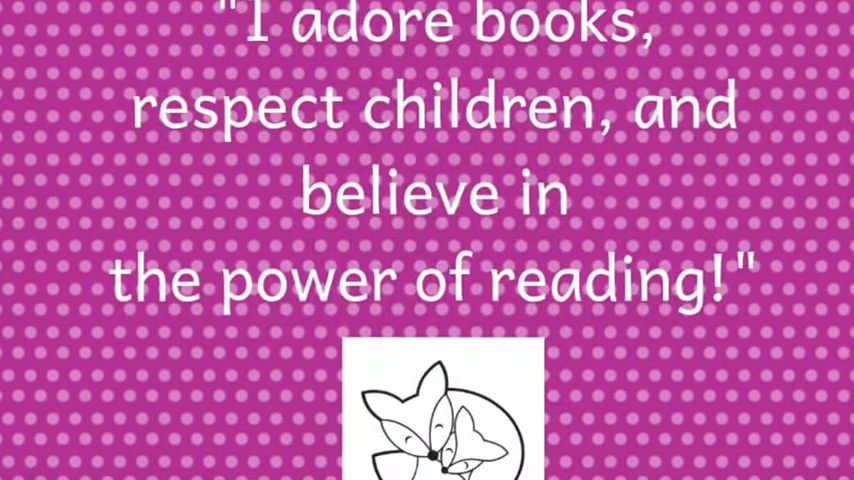 "I adore books,
respect children, and
believe in
the power of reading!"